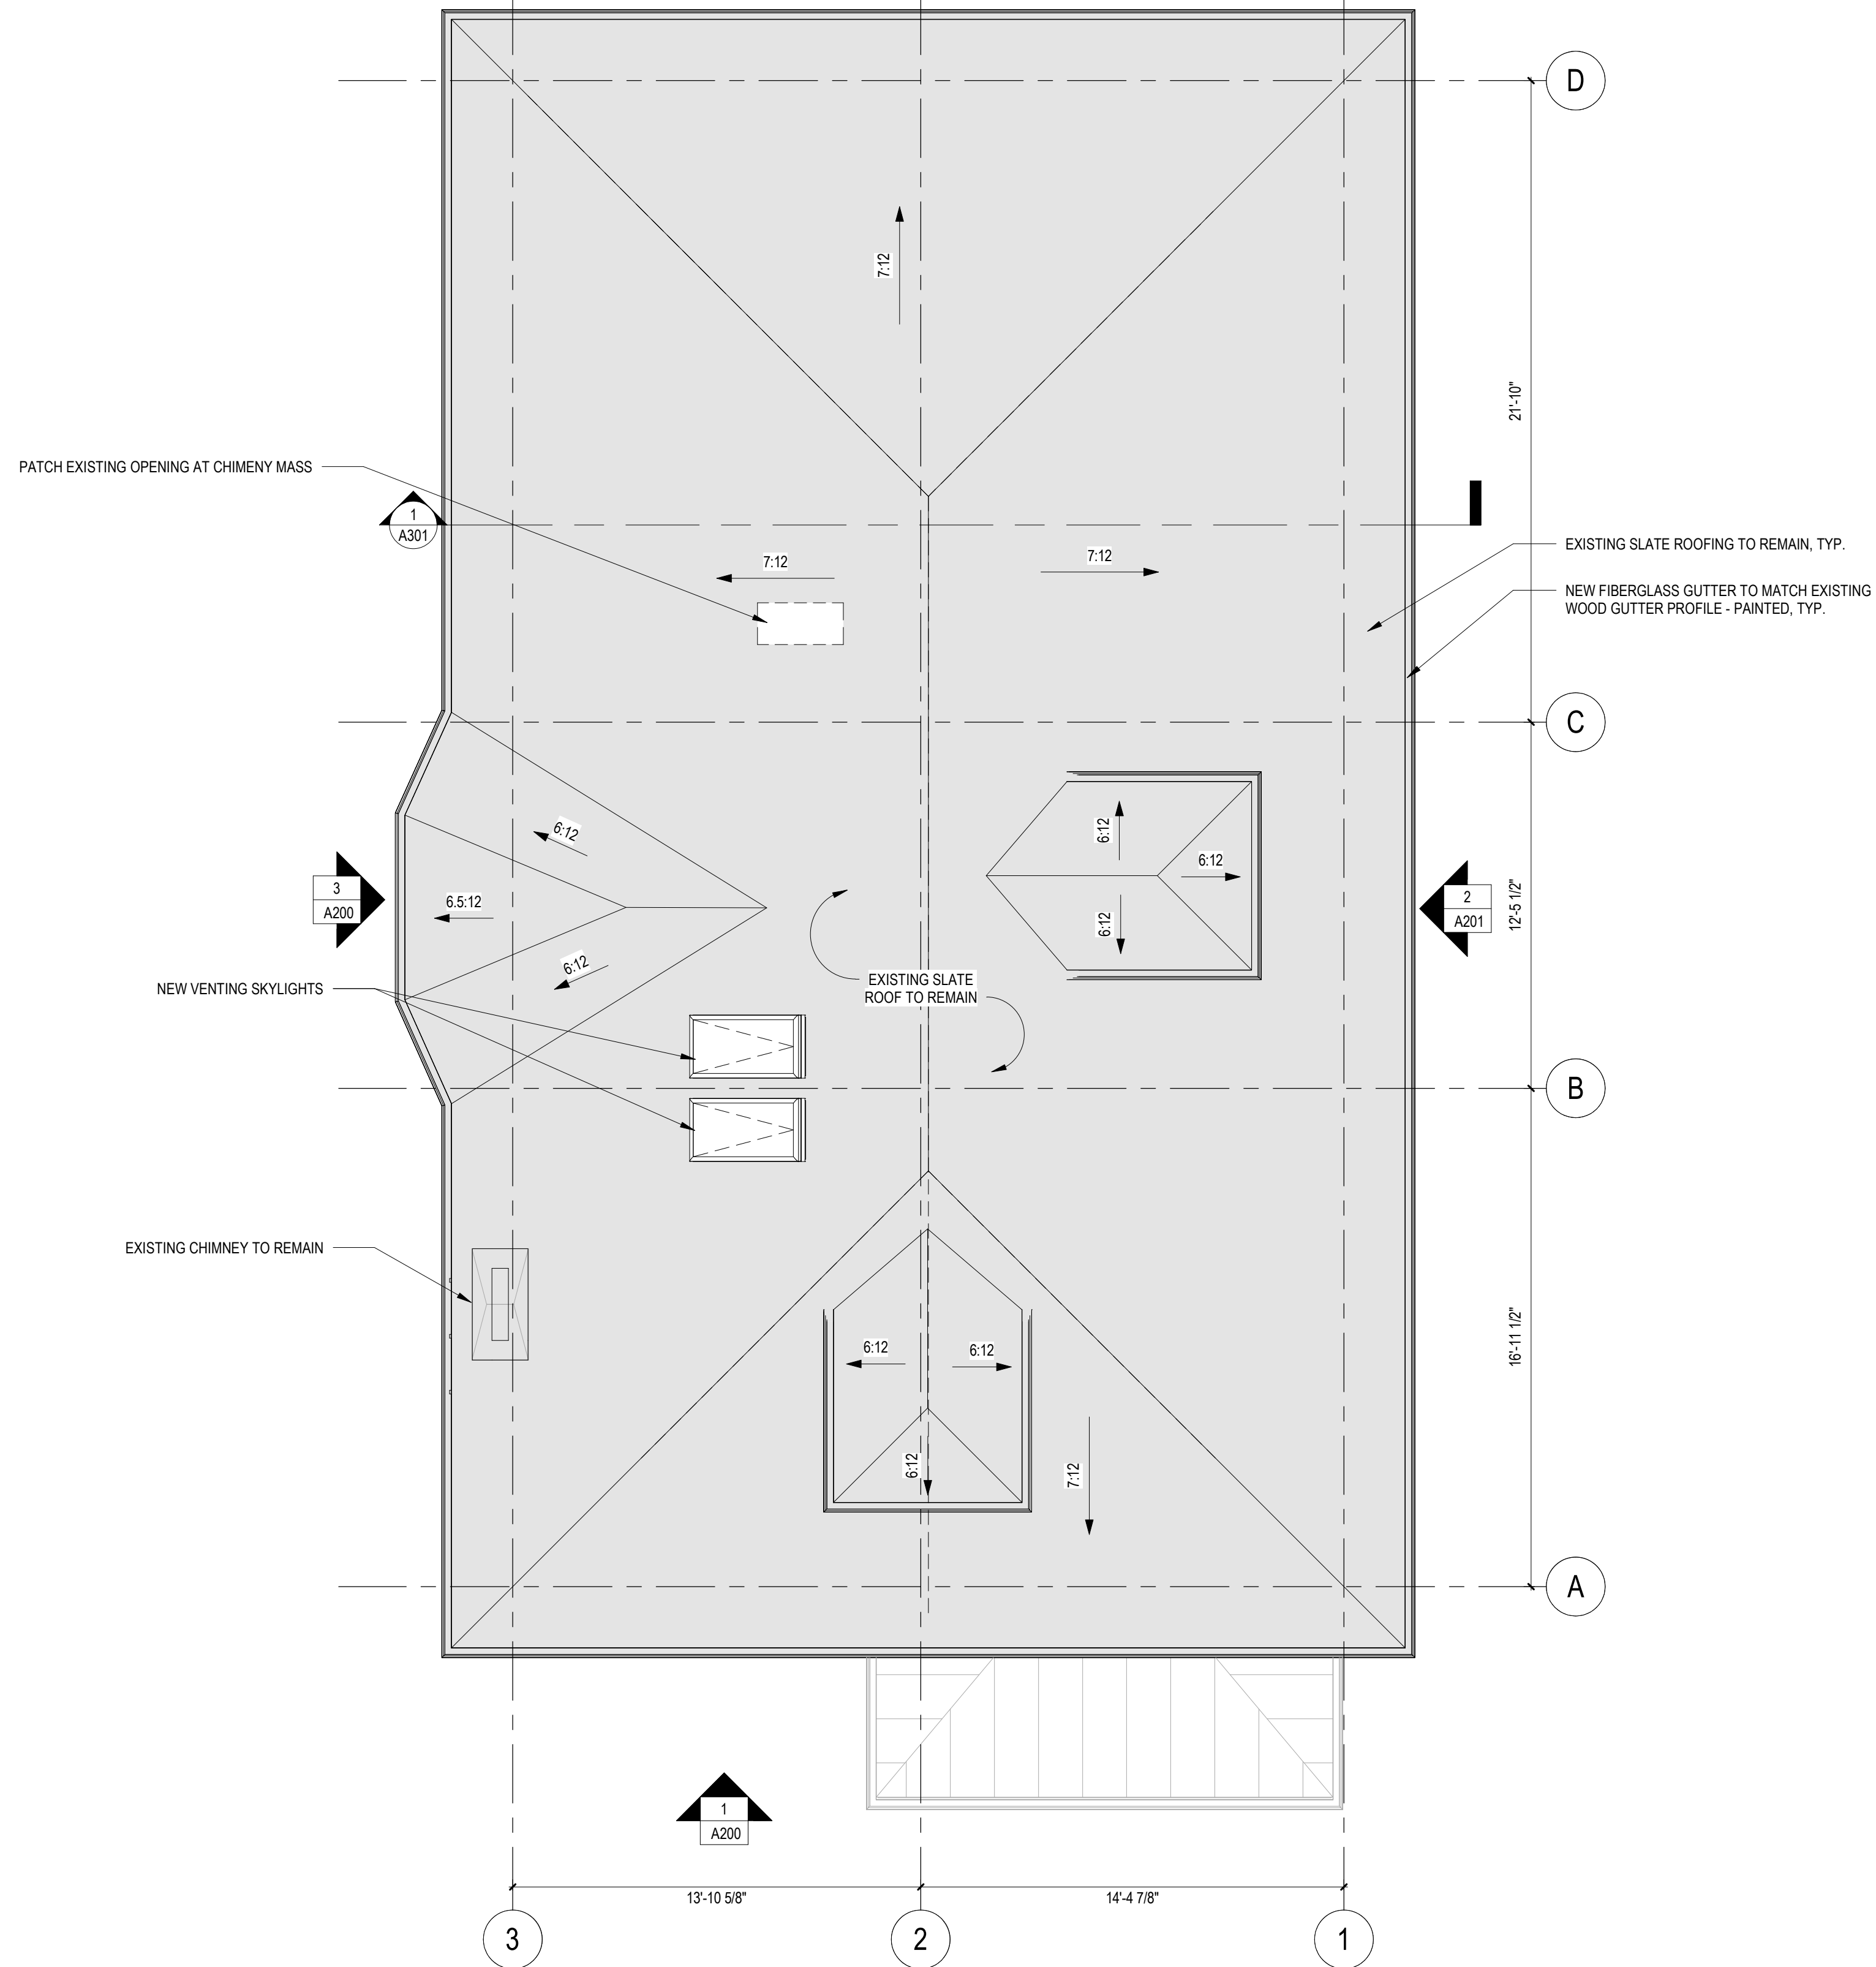 D
7:12
21'-10"
PATCH EXISTING OPENING AT CHIMENY MASS
1
A301
7:12
7:12
EXISTING SLATE ROOFING TO REMAIN, TYP.
NEW FIBERGLASS GUTTER TO MATCH EXISTING
WOOD GUTTER PROFILE - PAINTED, TYP.
C
6:12
6:12
6:12
6.5:12
6:12
6:12
3
A200
2
A201
12'-5 1/2"
EXISTING SLATE
ROOF TO REMAIN
NEW VENTING SKYLIGHTS
B
EXISTING CHIMNEY TO REMAIN
16'-11 1/2"
6:12
6:12
6:12
7:12
A
1
A200
13'-10 5/8"
14'-4 7/8"
3
2
1